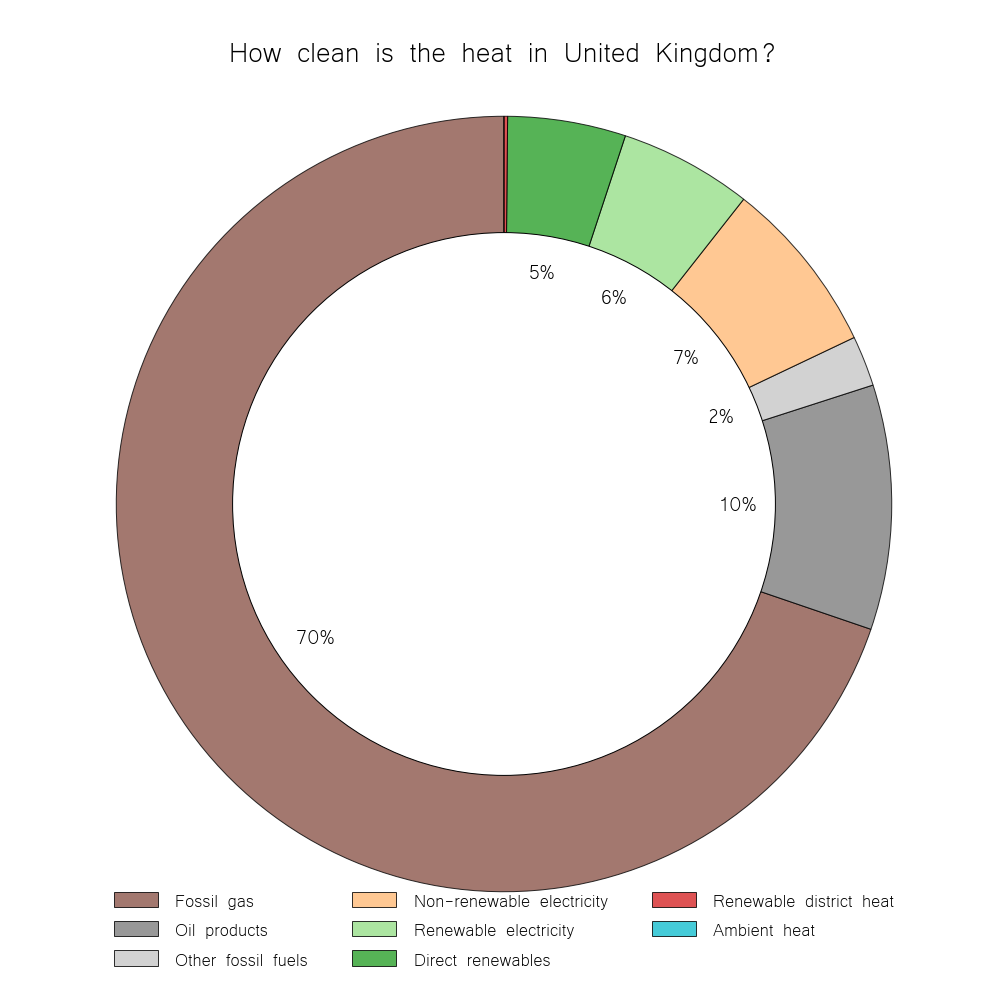 How clean is the heat in United Kingdom?
5%
6%
7%
2%
10%
70%
Fossil gas
Oil products
Other fossil fuels
Non-renewable electricity
Renewable electricity
Direct renewables
Renewable district heat
Ambient heat